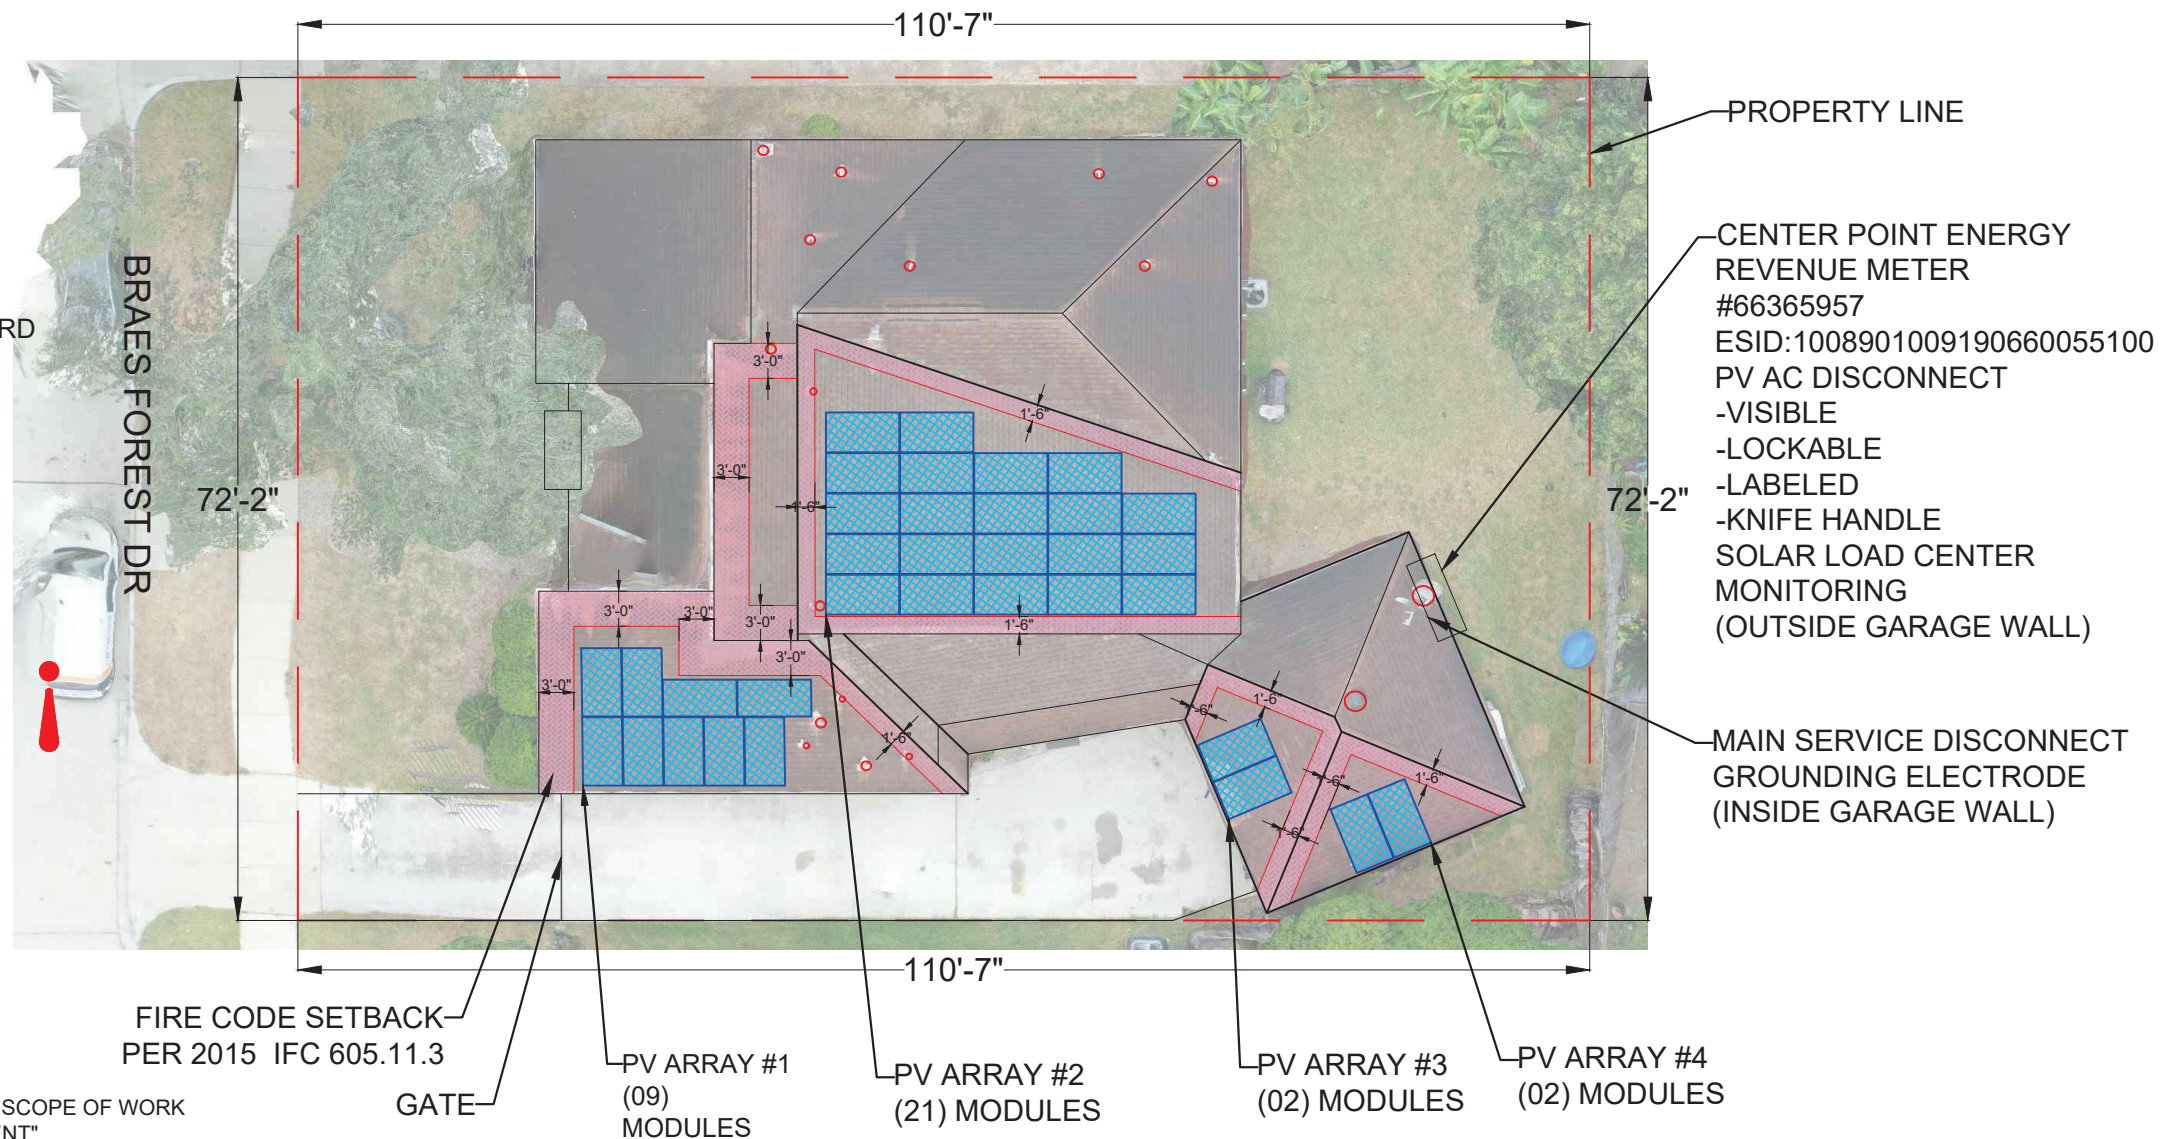 110'-7"
PROPERTY LINE
CENTER POINT ENERGY
REVENUE METER
#66365957
ESID:1008901009190660055100
PV AC DISCONNECT
-VISIBLE
-LOCKABLE
-LABELED
-KNIFE HANDLE
SOLAR LOAD CENTER
MONITORING
(OUTSIDE GARAGE WALL)
RD
BRAES FOREST DR
72'-2"
72'-2"
3'-0"
1'-6"
3'-0"
1'-6"
3'-0"
3'-0"
3'-0"
1'-6"
3'-0"
3'-0"
1'-6"
1'-6"
-6"
-6"
1'-6"
1'-6"
MAIN SERVICE DISCONNECT
GROUNDING ELECTRODE
(INSIDE GARAGE WALL)
110'-7"
FIRE CODE SETBACK
PER 2015 IFC 605.11.3
GATE
PV ARRAY #1
(09)
MODULES
PV ARRAY #2
(21) MODULES
PV ARRAY #3
(02) MODULES
PV ARRAY #4
(02) MODULES
SCOPE OF WORK
NT"